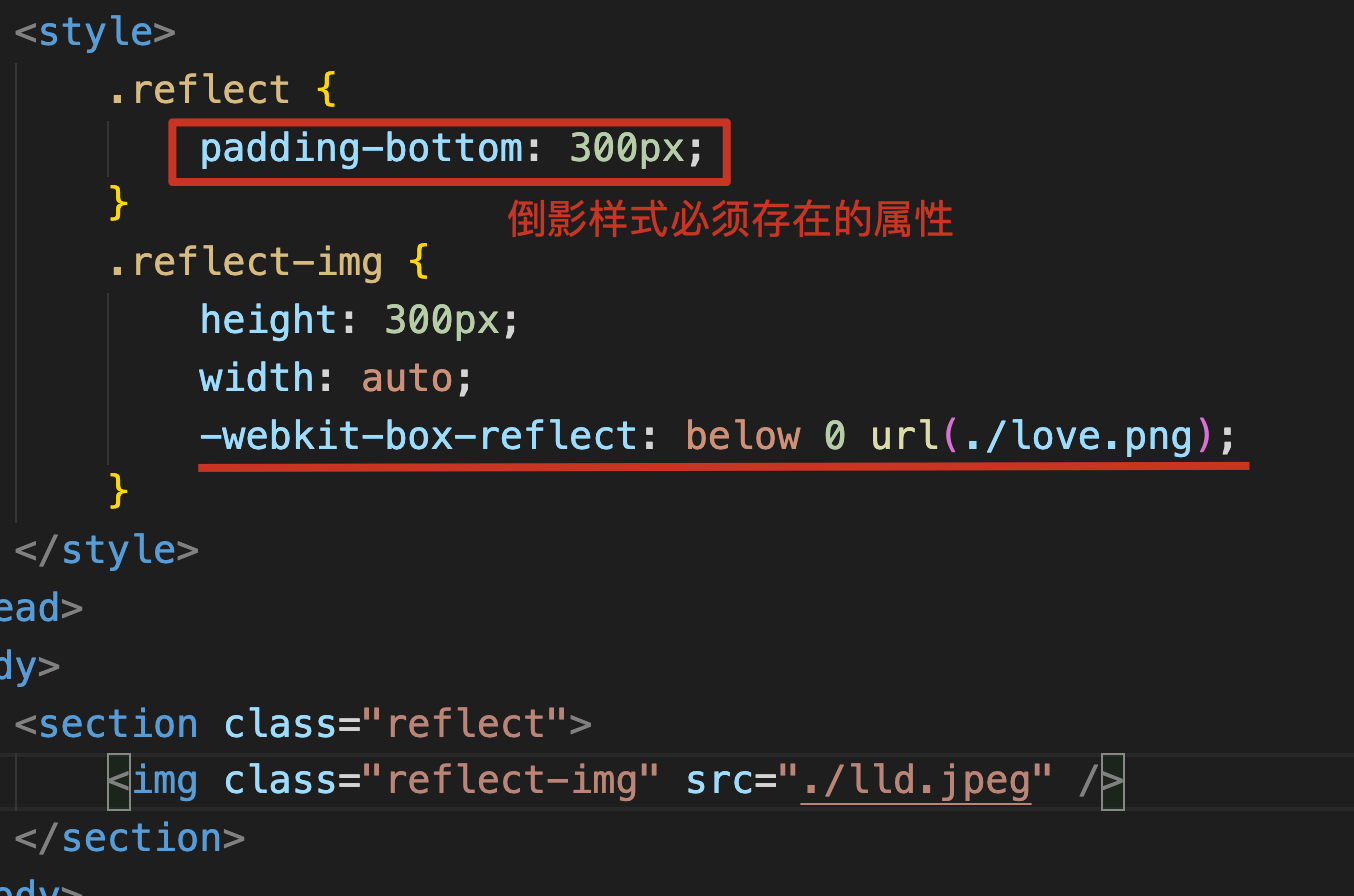 <style>
.reflect {
padding-bottom: 300px;
}
倒影样式必须存在的属性
.reflect-img {
height: 300px;
width: auto;
-webkit-box-reflect: below 0 url(./love.png);
}
</style>
ead>
dy>
<section class="reflect">
<img class="reflect-img" src="./lld.jpeg" />
</section>
ody>